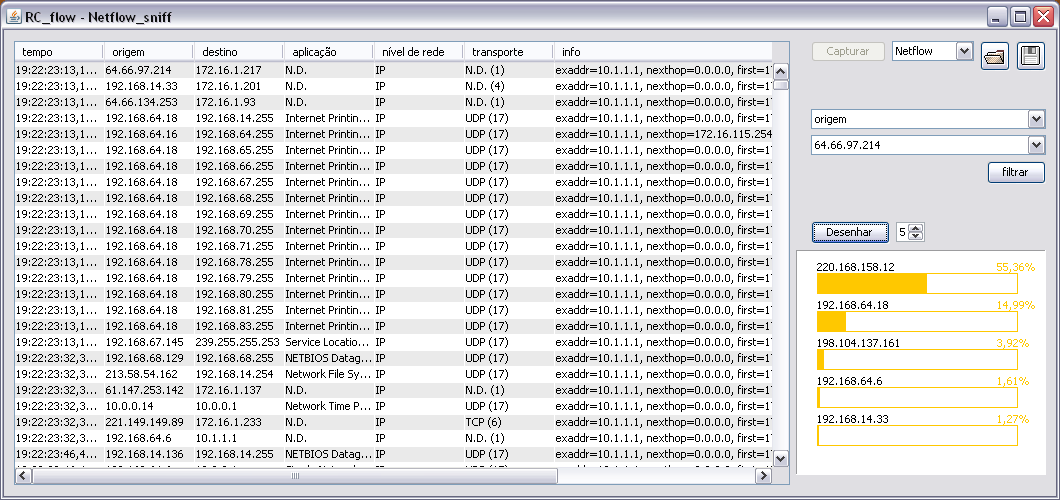 RC_flow - Netflow_sniff
tempo origem destino aplicação nível de rede transporte info
19:22:23:13,1... 64.66.97.214 172.16.1.217 N.D. IP N.D. (1) exaddr=10.1.1.1, nexthop=0.0.0.0, first=17
19:22:23:13,1... 192.168.14.33 172.16.1.201 N.D. IP N.D. (4) exaddr=10.1.1.1, nexthop=0.0.0.0, first=17
19:22:23:13,1... 64.66.134.253 172.16.1.93 N.D. IP N.D. (1) exaddr=10.1.1.1, nexthop=0.0.0.0, first=17
19:22:23:13,1... 192.168.64.18 192.168.14.255 Internet Printin... IP UDP (17) exaddr=10.1.1.1, nexthop=0.0.0.0, first=17
19:22:23:13,1... 192.168.64.16 192.168.64.255 Internet Printin... IP UDP (17) exaddr=10.1.1.1, nexthop=172.16.115.254
19:22:23:13,1... 192.168.64.18 192.168.65.255 Internet Printin... IP UDP (17) exaddr=10.1.1.1, nexthop=0.0.0.0, first=17
19:22:23:13,1... 192.168.64.18 192.168.66.255 Internet Printin... IP UDP (17) exaddr=10.1.1.1, nexthop=0.0.0.0, first=17
19:22:23:13,1... 192.168.64.18 192.168.67.255 Internet Printin... IP UDP (17) exaddr=10.1.1.1, nexthop=0.0.0.0, first=17
19:22:23:13,1... 192.168.64.18 192.168.68.255 Internet Printin... IP UDP (17) exaddr=10.1.1.1, nexthop=0.0.0.0, first=17
19:22:23:13,1... 192.168.64.18 192.168.69.255 Internet Printin... IP UDP (17) exaddr=10.1.1.1, nexthop=0.0.0.0, first=17
19:22:23:13,1... 192.168.64.18 192.168.70.255 Internet Printin... IP UDP (17) exaddr=10.1.1.1, nexthop=0.0.0.0, first=17
19:22:23:13,1... 192.168.64.18 192.168.71.255 Internet Printin... IP UDP (17) exaddr=10.1.1.1, nexthop=0.0.0.0, first=17
19:22:23:13,1... 192.168.64.18 192.168.78.255 Internet Printin... IP UDP (17) exaddr=10.1.1.1, nexthop=0.0.0.0, first=17
19:22:23:13,1... 192.168.64.18 192.168.79.255 Internet Printin... IP UDP (17) exaddr=10.1.1.1, nexthop=0.0.0.0, first=17
19:22:23:13,1... 192.168.64.18 192.168.80.255 Internet Printin... IP UDP (17) exaddr=10.1.1.1, nexthop=0.0.0.0, first=17
19:22:23:13,1... 192.168.64.18 192.168.81.255 Internet Printin... IP UDP (17) exaddr=10.1.1.1, nexthop=0.0.0.0, first=17
19:22:23:13,1... 192.168.64.18 192.168.83.255 Internet Printin... IP UDP (17) exaddr=10.1.1.1, nexthop=0.0.0.0, first=17
19:22:23:13,1... 192.168.67.145 239.255.255.253 Service Locatio... IP UDP (17) exaddr=10.1.1.1, nexthop=0.0.0.0, first=17
19:22:23:32,3... 192.168.68.129 192.168.68.255 NETBIOS Datag... IP UDP (17) exaddr=10.1.1.1, nexthop=0.0.0.0, first=17
19:22:23:32,3... 213.58.54.162 192.168.14.254 Network File Sy... IP UDP (17) exaddr=10.1.1.1, nexthop=0.0.0.0, first=17
19:22:23:32,3... 61.147.253.142 172.16.1.137 N.D. IP N.D. (1) exaddr=10.1.1.1, nexthop=0.0.0.0, first=17
19:22:23:32,3... 10.0.0.14 10.0.0.1 Network Time P... IP UDP (17) exaddr=10.1.1.1, nexthop=0.0.0.0, first=17
19:22:23:32,3... 221.149.149.89 172.16.1.233 N.D. IP TCP (6) exaddr=10.1.1.1, nexthop=0.0.0.0, first=17
19:22:23:32,3... 192.168.64.6 10.1.1.1 N.D. IP N.D. (1) exaddr=10.1.1.1, nexthop=0.0.0.0, first=17
19:22:23:46,4... 192.168.14.136 192.168.14.255 NETBIOS Datag... IP UDP (17) exaddr=10.1.1.1, nexthop=0.0.0.0, first=17
Capturar Netflow
origem
64.66.97.214
filtrar
Desenhar 5
220.168.158.12 55,36%
192.168.64.18 14,99%
198.104.137.161 3,92%
192.168.64.6 1,61%
192.168.14.33 1,27%